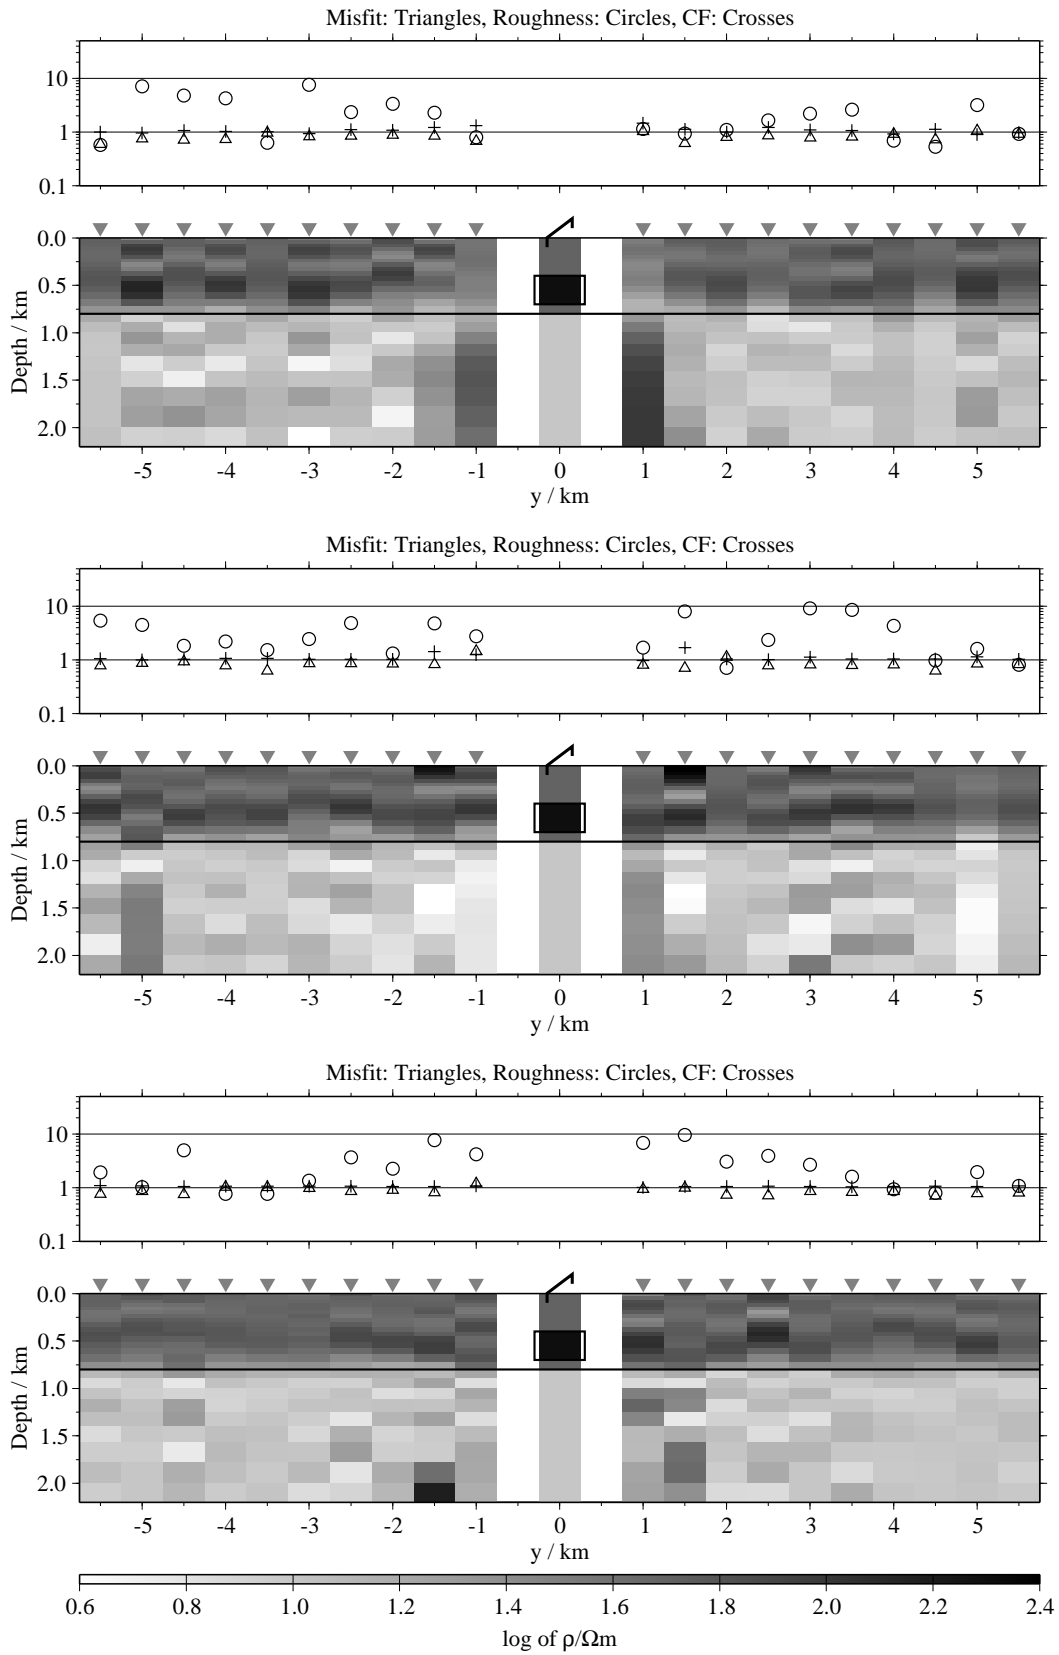 Misfit: Triangles, Roughness: Circles, CF: Crosses
10
1
0.1
0.0
0.5
1.0
1.5
2.0
Depth / km
-5 -4 -3 -2 -1 0 1 2 3 4 5
y / km
Misfit: Triangles, Roughness: Circles, CF: Crosses
10
1
0.1
0.0
0.5
1.0
1.5
2.0
Depth / km
-5 -4 -3 -2 -1 0 1 2 3 4 5
y / km
Misfit: Triangles, Roughness: Circles, CF: Crosses
10
1
0.1
0.0
0.5
1.0
1.5
2.0
Depth / km
-5 -4 -3 -2 -1 0 1 2 3 4 5
y / km
0.6 0.8 1.0 1.2 1.4 1.6 1.8 2.0 2.2 2.4
log of ρ/Ωm